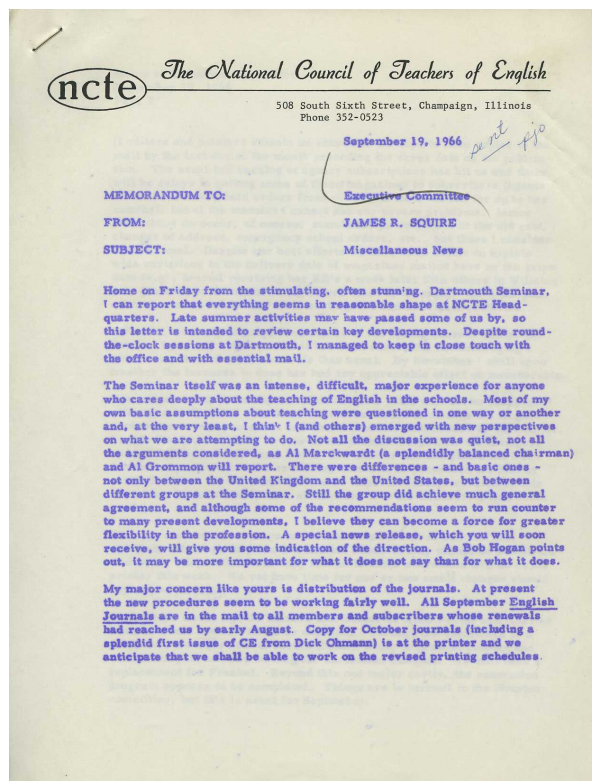 ncte
The National Council of Teachers of English
508 South Sixth Street, Champaign, Illinois
Phone 352-0523
September 19, 1966
sent pjo
MEMORANDUM TO: Executive Committee
FROM: JAMES R. SQUIRE
SUBJECT: Miscellaneous News
Home on Friday from the stimulating, often stunning, Dartmouth Seminar,
I can report that everything seems in reasonable shape at NCTE Head-
quarters. Late summer activities may have passed some of us by, so
this letter is intended to review certain key developments. Despite round-
the-clock sessions at Dartmouth, I managed to keep in close touch with
the office and with essential mail.
The Seminar itself was an intense, difficult, major experience for anyone
who cares deeply about the teaching of English in the schools. Most of my
own basic assumptions about teaching were questioned in one way or another
and, at the very least, I think I (and others) emerged with new perspectives
on what we are attempting to do. Not all the discussion was quiet, not all
the arguments considered, as Al Marckwardt (a splendidly balanced chairman)
and Al Grommon will report. There were differences - and basic ones -
not only between the United Kingdom and the United States, but between
different groups at the Seminar. Still the group did achieve much general
agreement, and although some of the recommendations seem to run counter
to many present developments, I believe they can become a force for greater
flexibility in the profession. A special news release, which you will soon
receive, will give you some indication of the direction. As Bob Hogan points
out, it may be more important for what it does not say than for what it does.
My major concern like yours is distribution of the journals. At present
the new procedures seem to be working fairly well. All September English
Journals are in the mail to all members and subscribers whose renewals
had reached us by early August. Copy for October journals (including a
splendid first issue of CE from Dick Ohmann) is at the printer and we
anticipate that we shall be able to work on the revised printing schedules.